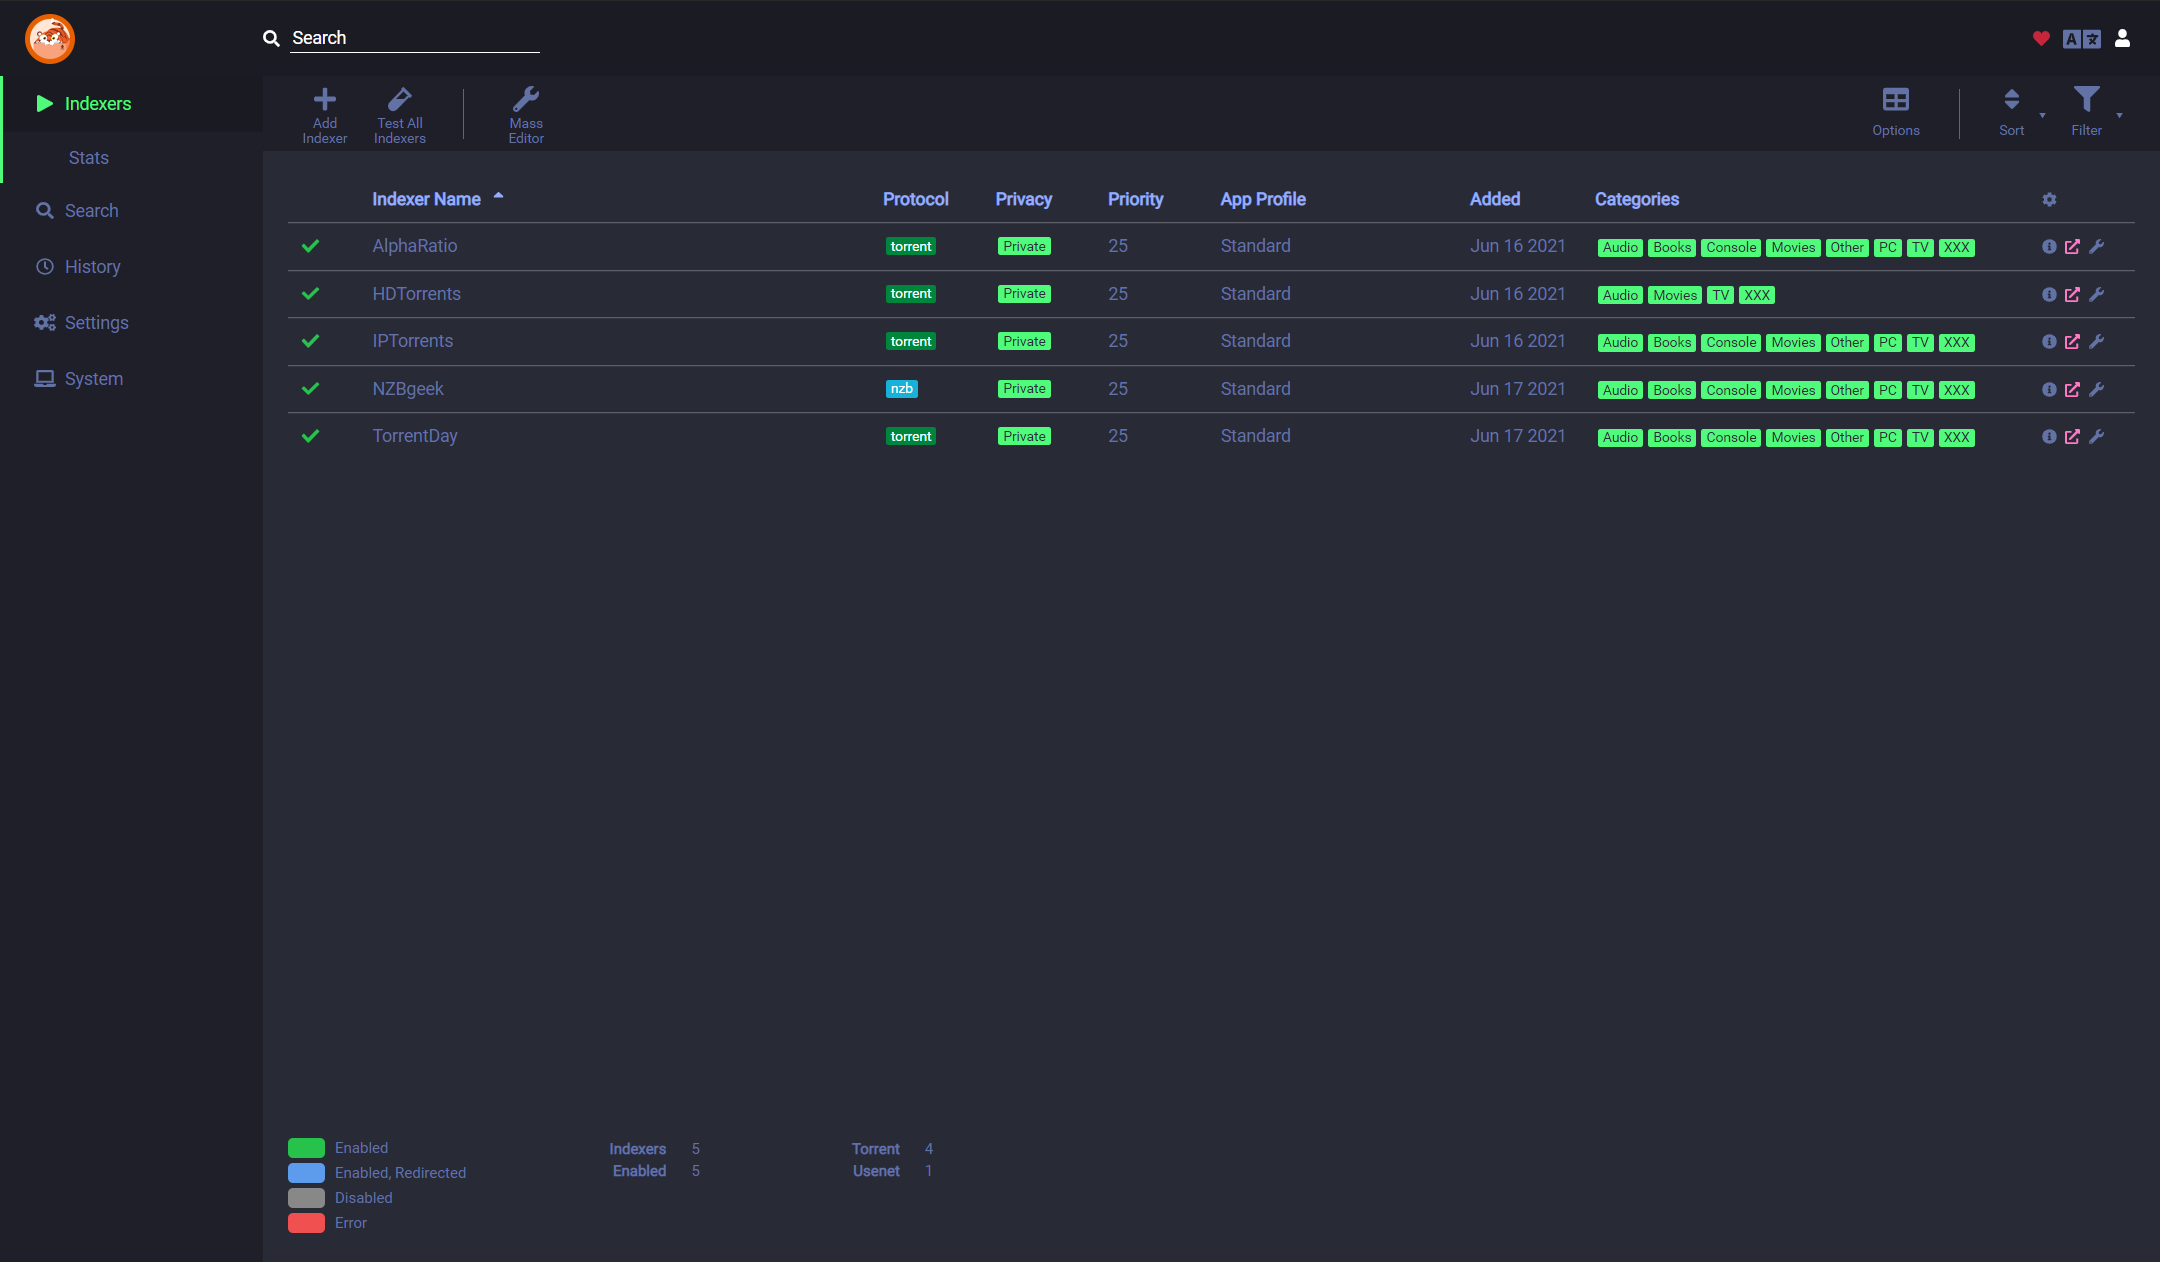 Search
Indexers
Stats
Search
History
Settings
System
Add Indexer
Test All Indexers
Mass Editor
Options
Sort
Filter
Indexer Name Protocol Privacy Priority App Profile Added Categories
AlphaRatio torrent Private 25 Standard Jun 16 2021 Audio Books Console Movies Other PC TV XXX
HDTorrents torrent Private 25 Standard Jun 16 2021 Audio Movies TV XXX
IPTorrents torrent Private 25 Standard Jun 16 2021 Audio Books Console Movies Other PC TV XXX
NZBgeek nzb Private 25 Standard Jun 17 2021 Audio Books Console Movies Other PC TV XXX
TorrentDay torrent Private 25 Standard Jun 17 2021 Audio Books Console Movies Other PC TV XXX
Enabled
Enabled, Redirected
Disabled
Error
Indexers 5
Enabled 5
Torrent 4
Usenet 1